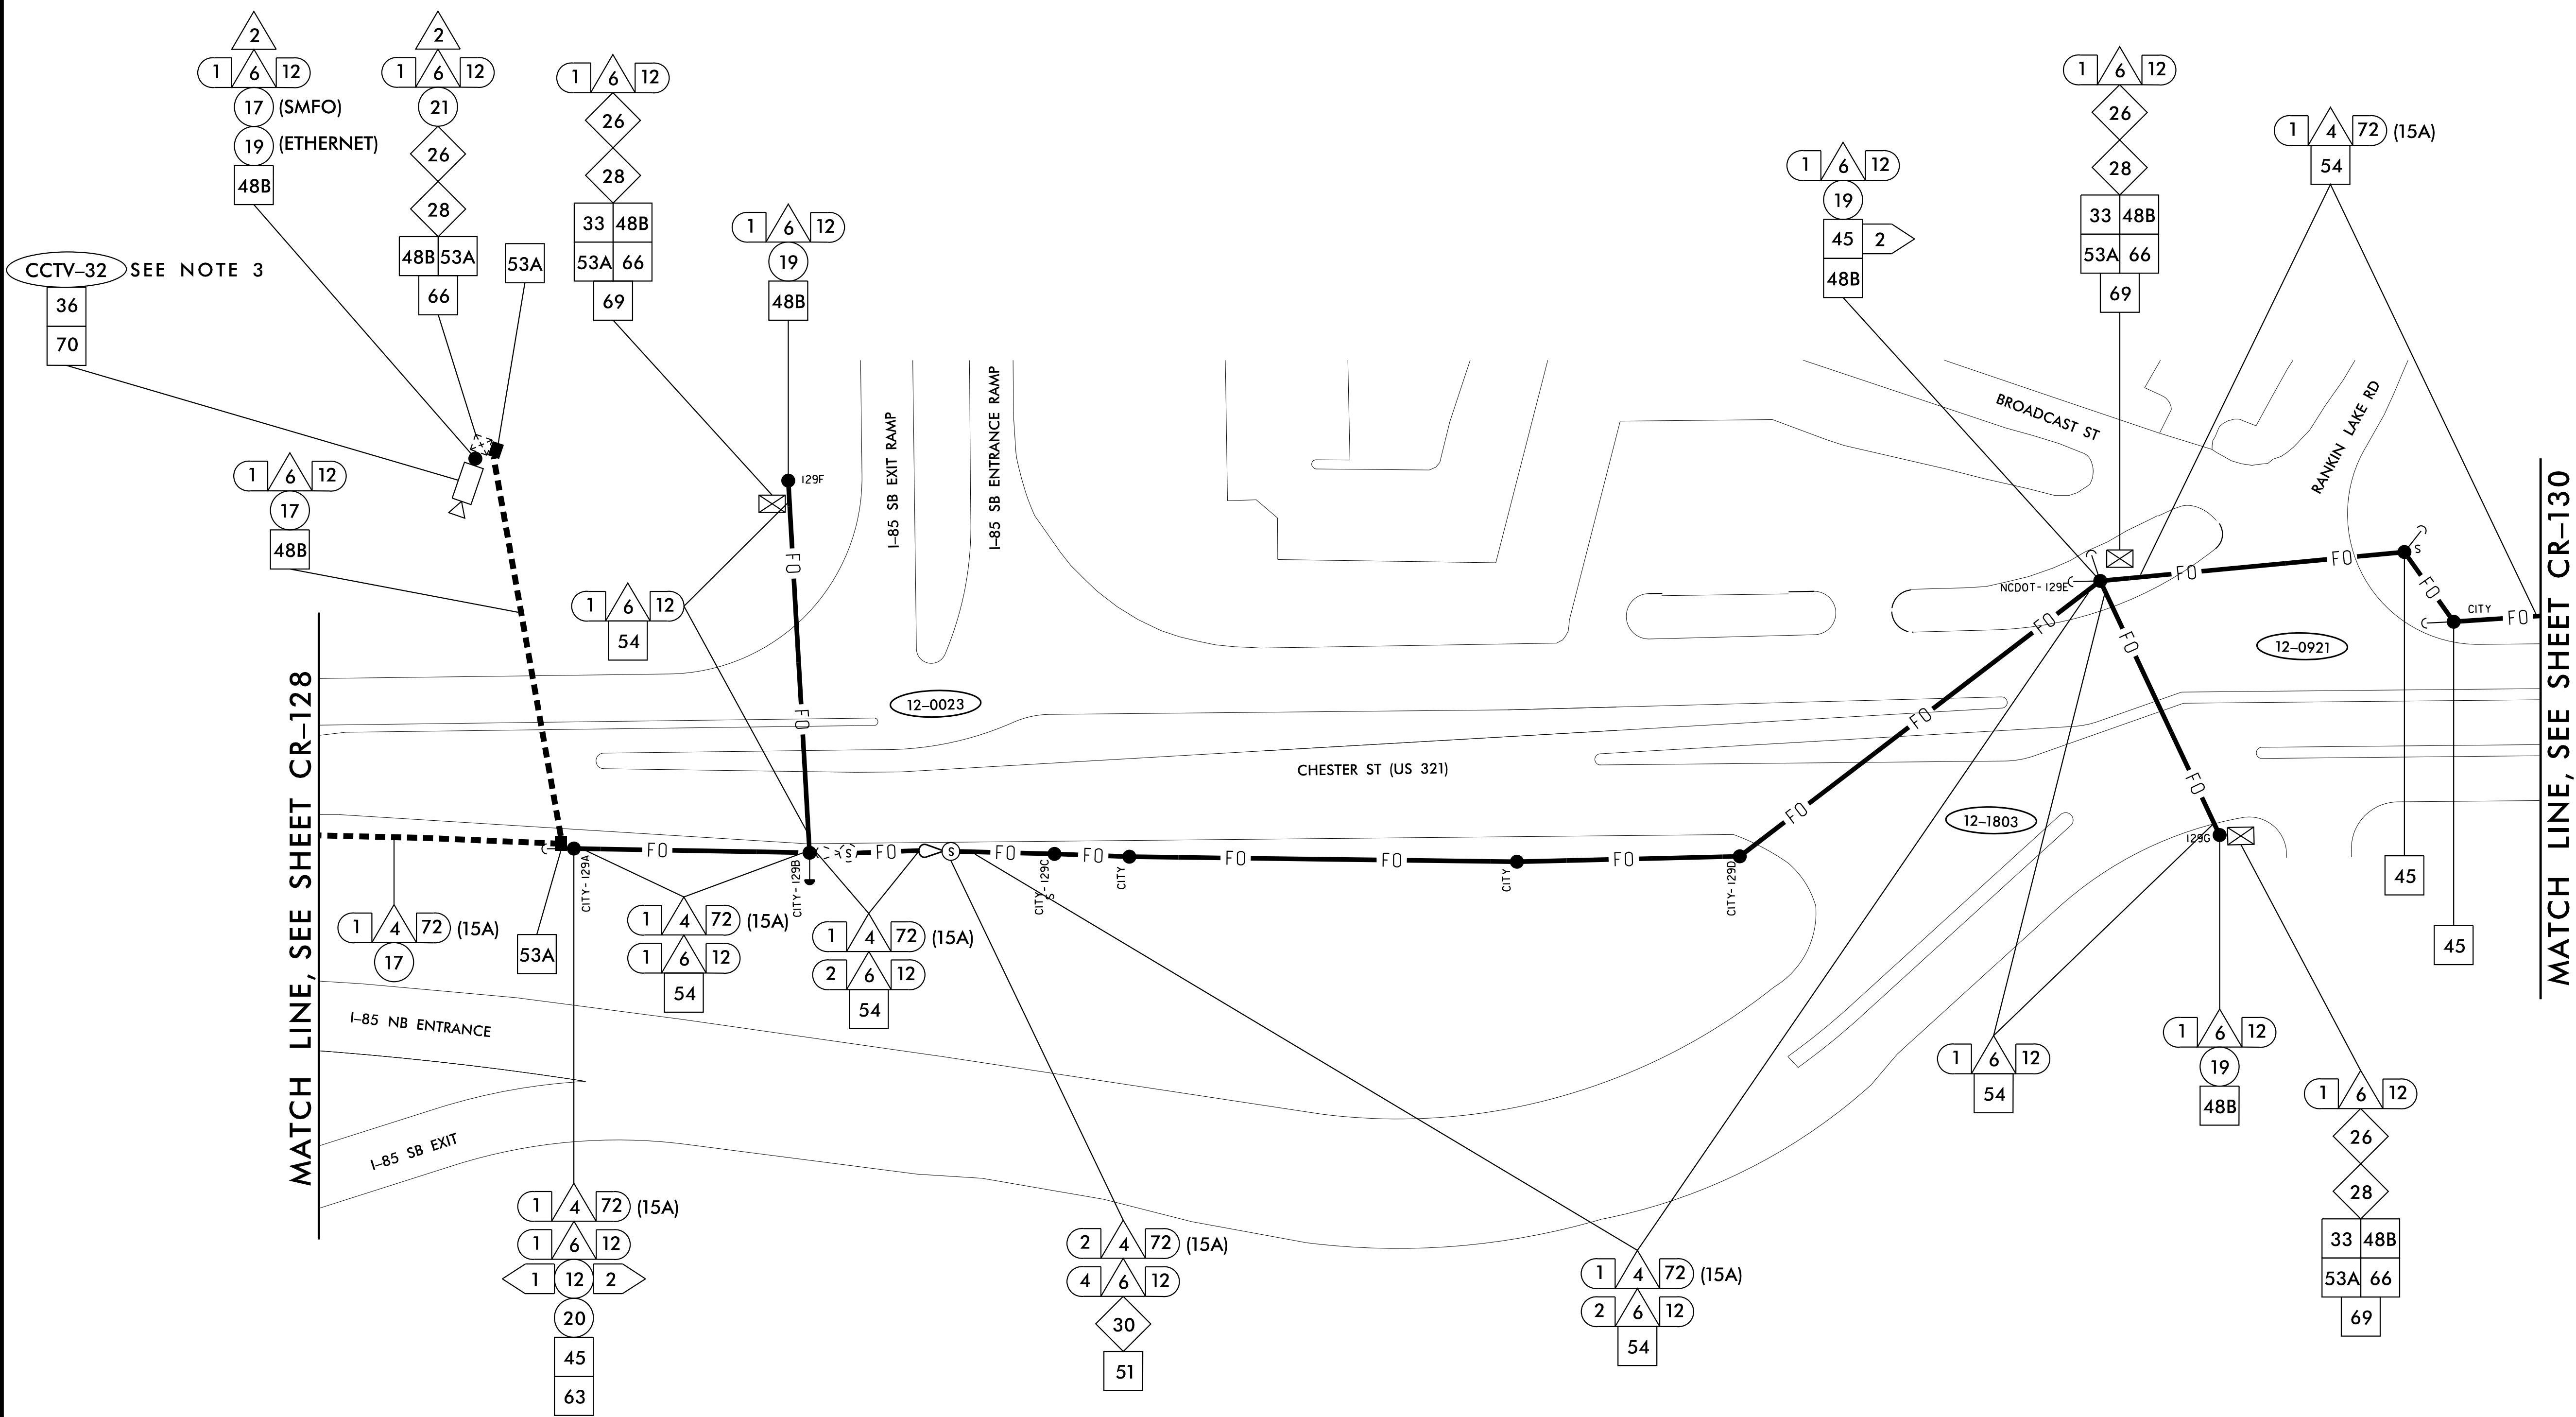 2
1 6 12
17 (SMFO)
19 (ETHERNET)
48B
2
1 6 12
21
26
28
48B 53A
66
53A
1 6 12
26
28
33 48B
53A 66
69
1 6 12
19
48B
CCTV–32 SEE NOTE 3
36
70
1 6 12
17
48B
1 6 12
54
129F
I–85 SB EXIT RAMP
I–85 SB ENTRANCE RAMP
1 6 12
19
45 2
48B
1 6 12
26
28
33 48B
53A 66
69
1 4 72 (15A)
54
BROADCAST ST
RANKIN LAKE RD
NCDOT-129E
FO
FO
FO
FO
FO
FO
FO
FO
S
CITY
FO
FO
FO
FO
12–0023
12–0921
12–1803
CHESTER ST (US 321)
MATCH LINE, SEE SHEET CR–128
MATCH LINE, SEE SHEET CR–130
FO
S
FO
S
FO
FO
FO
FO
FO
CITY-129A
CITY-129B
CITY-129C
S
CITY
CITY
CITY-129D
129G
45
45
1 4 72 (15A)
17
53A
1 4 72 (15A)
1 6 12
54
1 4 72 (15A)
2 6 12
54
I–85 NB ENTRANCE
I–85 SB EXIT
1 4 72 (15A)
1 6 12
1 12 2
20
45
63
2 4 72 (15A)
4 6 12
30
51
1 4 72 (15A)
2 6 12
54
1 6 12
54
1 6 12
19
48B
1 6 12
26
28
33 48B
53A 66
69